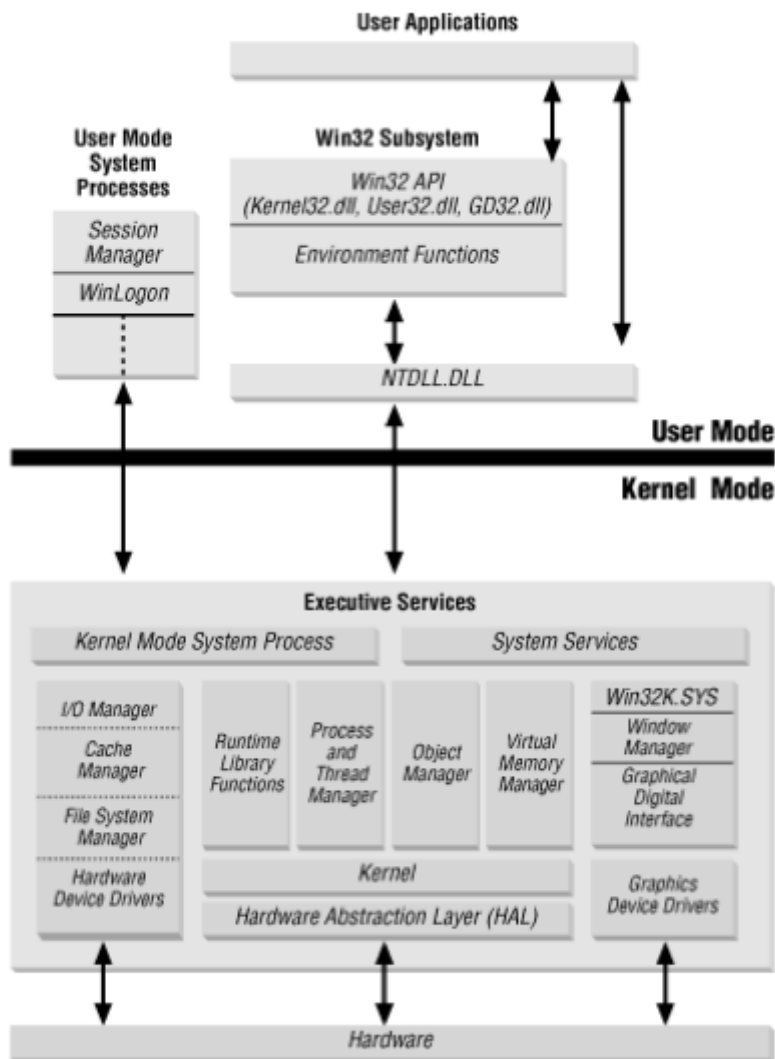 User Applications
User Mode
System
Processes
Win32 Subsystem
Win32 API
(Kernel32.dll, User32.dll, GD32.dll)
Environment Functions
Session
Manager
WinLogon
NTDLL.DLL
User Mode
Kernel Mode
Executive Services
Kernel Mode System Process
System Services
I/O Manager
Cache
Manager
File System
Manager
Hardware
Device Drivers
Runtime
Library
Functions
Process
and
Thread
Manager
Object
Manager
Virtual
Memory
Manager
Win32K.SYS
Window
Manager
Graphical
Digital
Interface
Kernel
Hardware Abstraction Layer (HAL)
Graphics
Device Drivers
Hardware